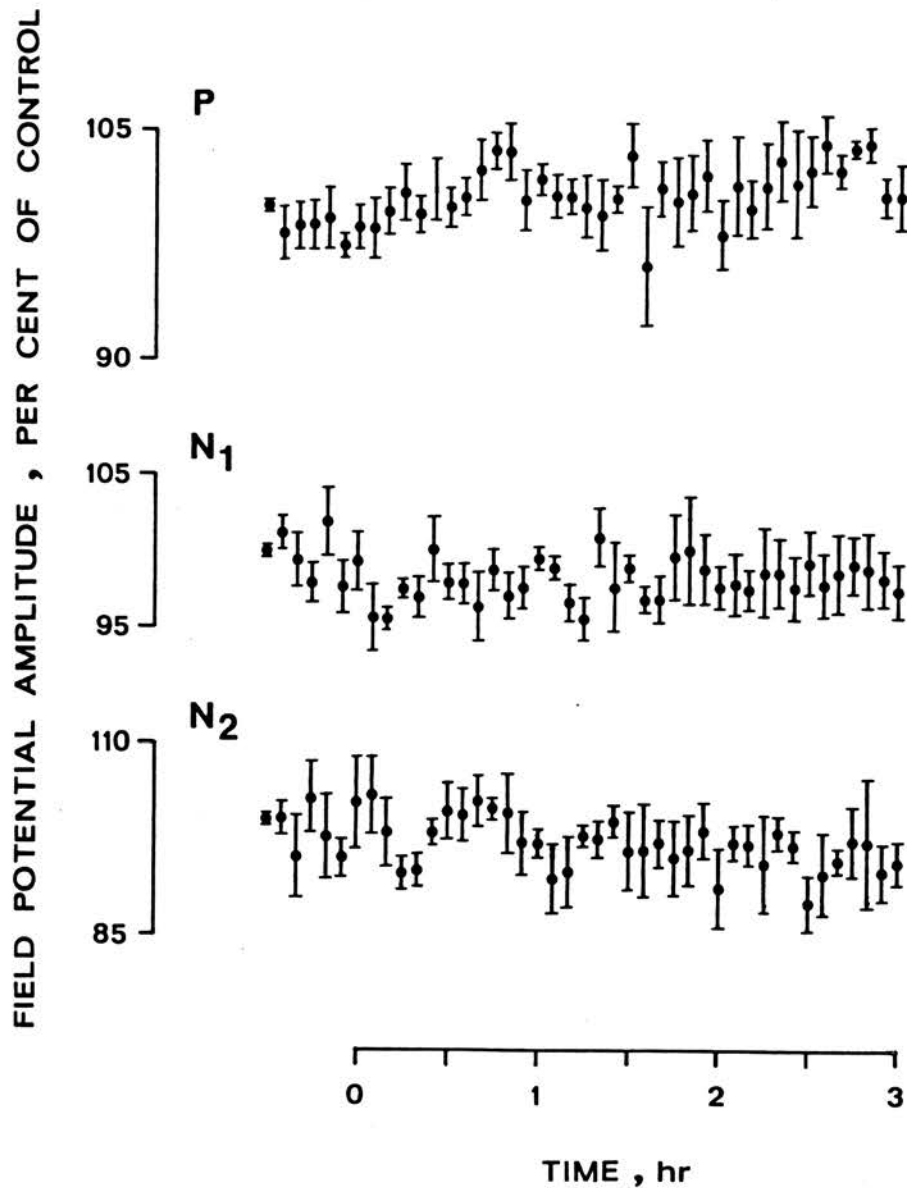 FIELD POTENTIAL AMPLITUDE , PER CENT OF CONTROL
P
105
90
N1
105
95
N2
110
85
0 1 2 3
TIME , hr